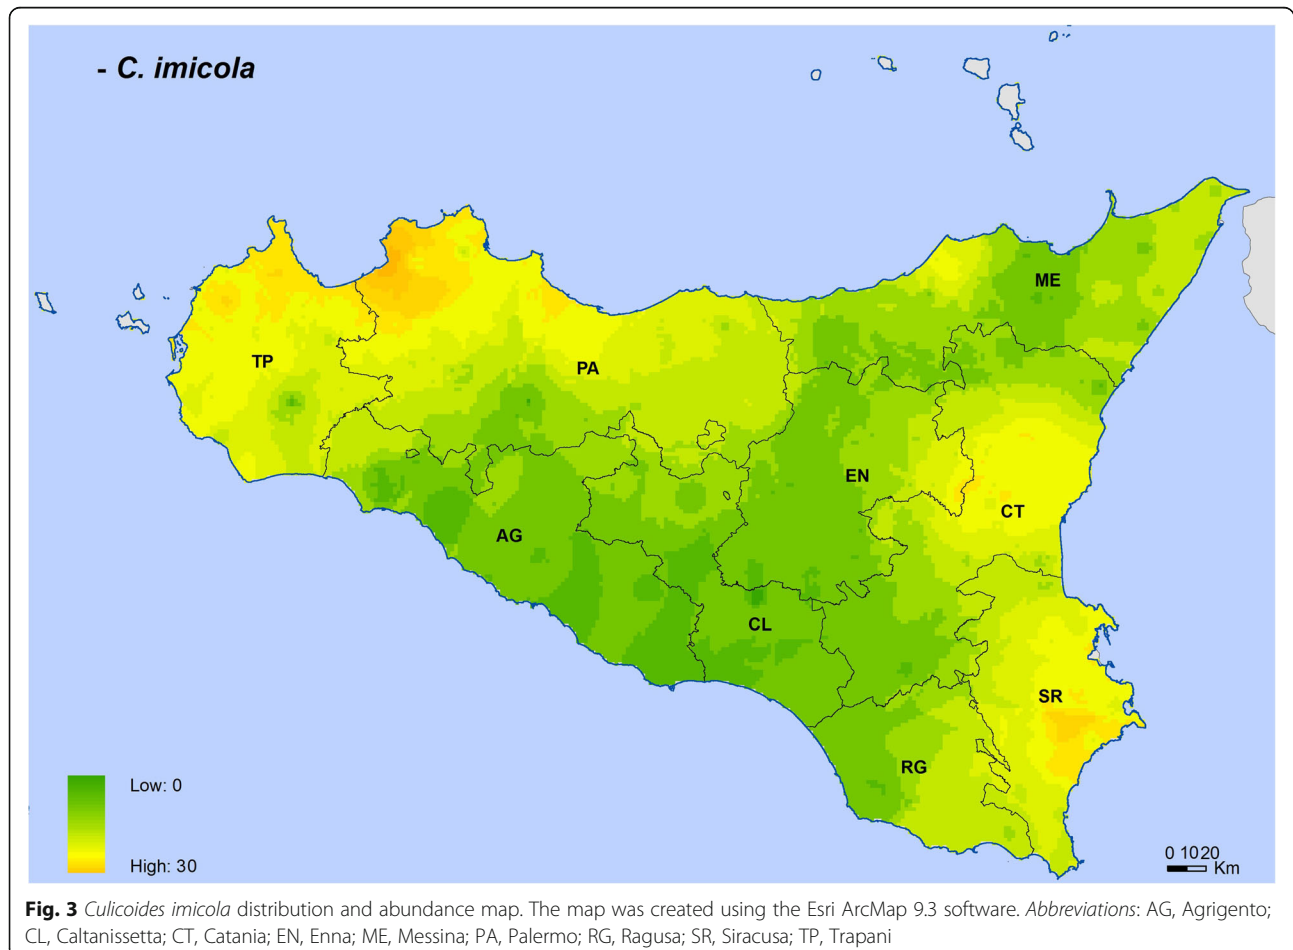 - C. imicola
ME
TP
PA
EN
CT
AG
CL
SR
RG
Low: 0
High: 30
0 1020
Km
Fig. 3 Culicoides imicola distribution and abundance map. The map was created using the Esri ArcMap 9.3 software. Abbreviations: AG, Agrigento;
CL, Caltanissetta; CT, Catania; EN, Enna; ME, Messina; PA, Palermo; RG, Ragusa; SR, Siracusa; TP, Trapani